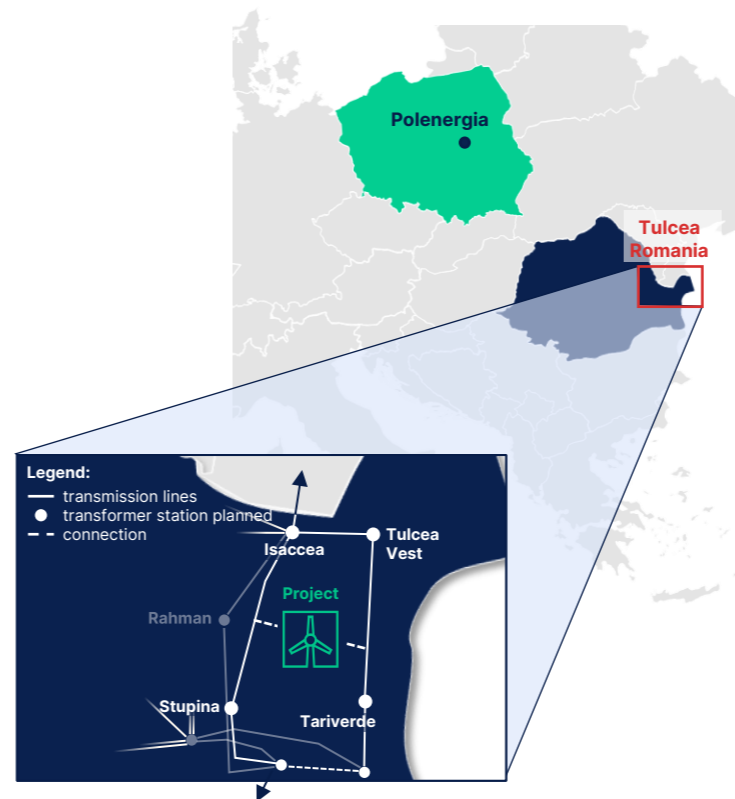 Polenergia
Tulcea
Romania
Legend:
transmission lines
transformer station planned
connection
Isaccea
Tulcea
Vest
Project
Rahman
Stupina
Tariverde